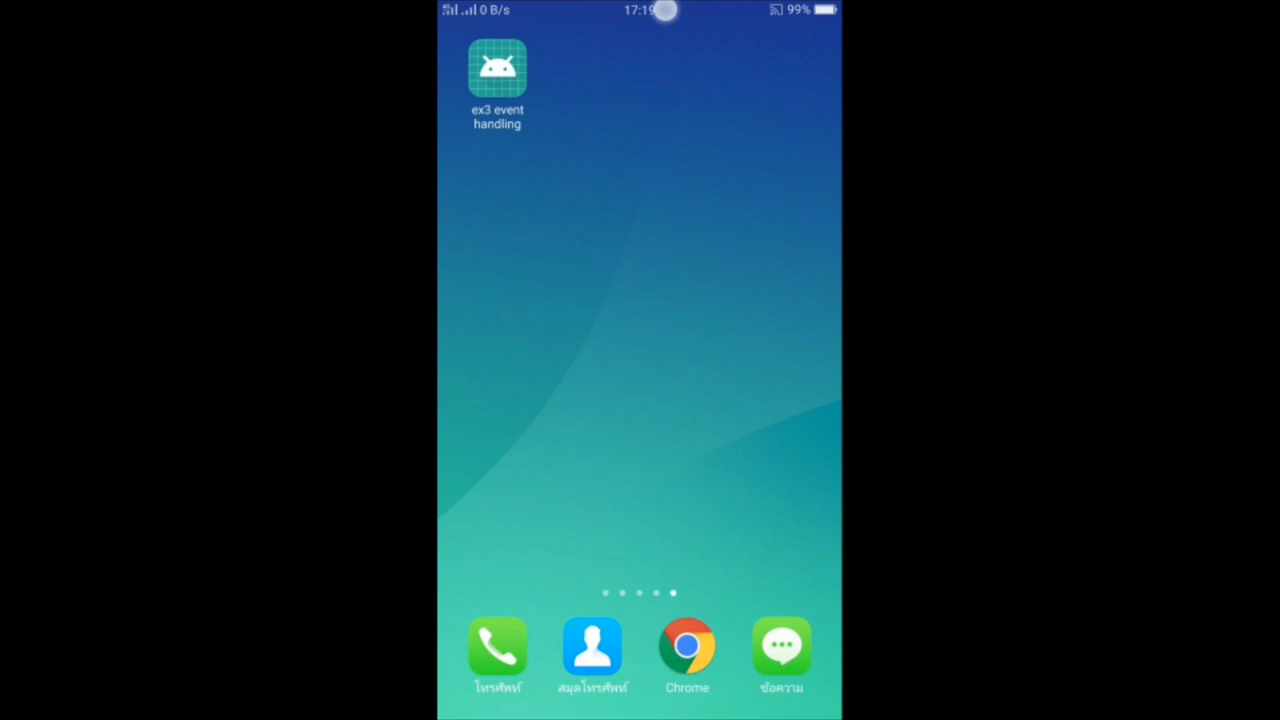 0 B/s
17:19
99%
ex3 event
handling
โทรศัพท์
สมุดโทรศัพท์
Chrome
ข้อความ